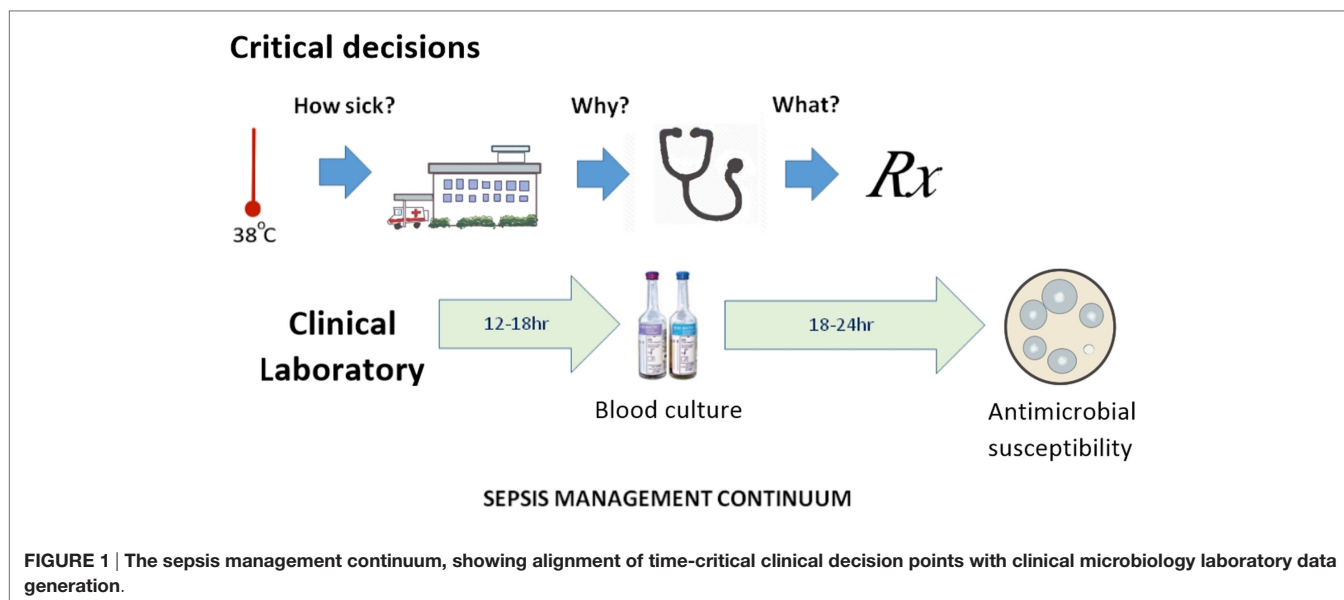 Critical decisions
How sick?
Why?
What?
38°C
Rx
Clinical
Laboratory
12-18hr
18-24hr
Blood culture
Antimicrobial
susceptibility
SEPSIS MANAGEMENT CONTINUUM
FIGURE 1 | The sepsis management continuum, showing alignment of time-critical clinical decision points with clinical microbiology laboratory data
generation.